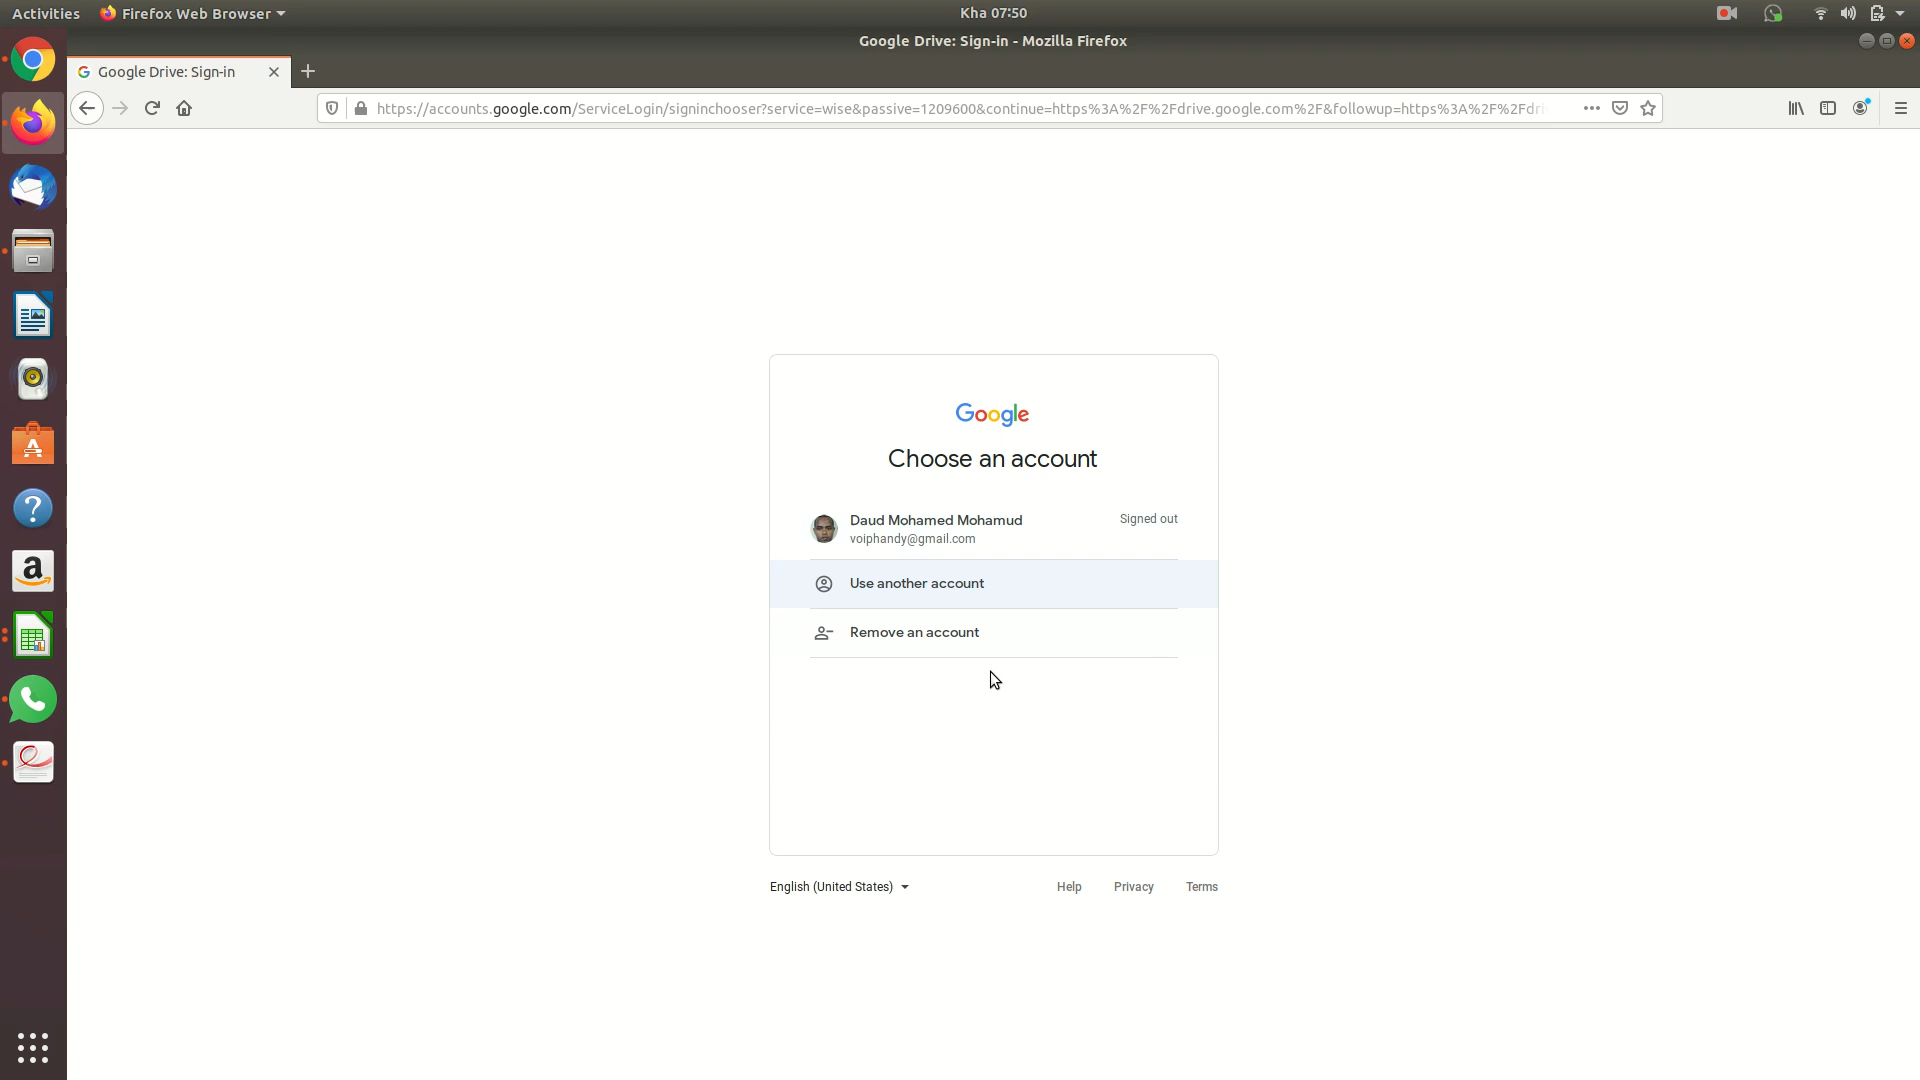 Activities
Firefox Web Browser
Kha 07:50
Google Drive: Sign-in - Mozilla Firefox
Google Drive: Sign-in
https://accounts.google.com/ServiceLogin/signinchooser?service=wise&passive=1209600&continue=https%3A%2F%2Fdrive.google.com%2F&followup=https%3A%2F%2Fdri
Google
Choose an account
Daud Mohamed Mohamud
Signed out
voiphandy@gmail.com
Use another account
Remove an account
English (United States)
Help
Privacy
Terms